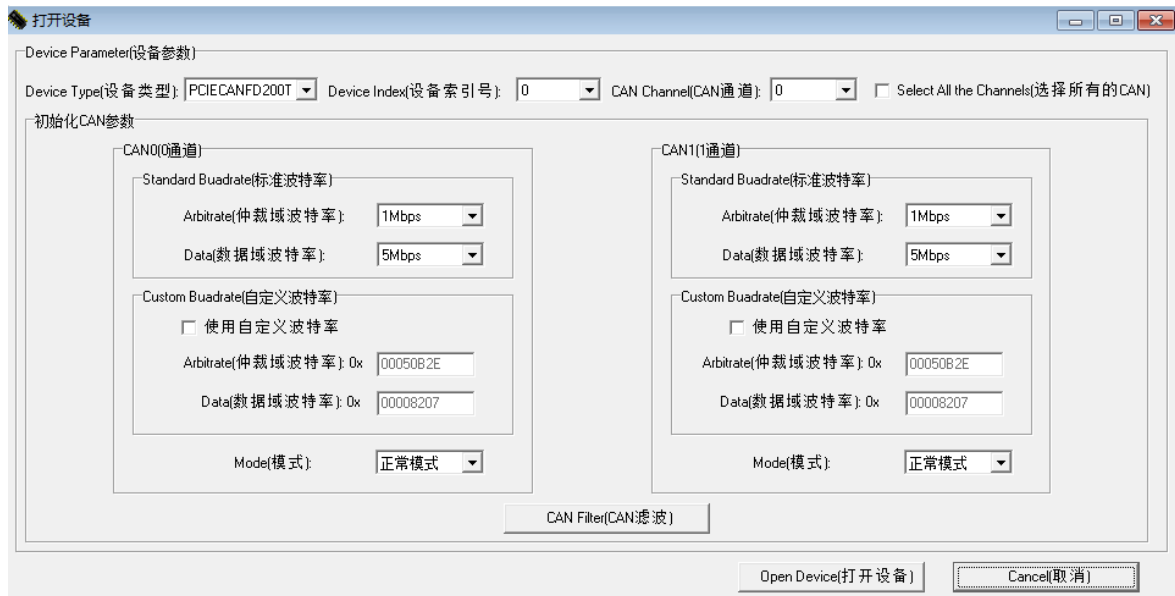 打开设备
Device Parameter(设备参数)
Device Type(设备类型): PCIECANFD200T Device Index(设备索引号): 0 CAN Channel(CAN通道): 0 Select All the Channels(选择所有的CAN)
初始化CAN参数
CAN0(0通道) CAN1(1通道)
Standard Buadrate(标准波特率) Standard Buadrate(标准波特率)
Arbitrate(仲裁域波特率): 1Mbps Arbitrate(仲裁域波特率): 1Mbps
Data(数据域波特率): 5Mbps Data(数据域波特率): 5Mbps
Custom Buadrate(自定义波特率) Custom Buadrate(自定义波特率)
使用自定义波特率 使用自定义波特率
Arbitrate(仲裁域波特率): 0x 00050B2E Arbitrate(仲裁域波特率): 0x 00050B2E
Data(数据域波特率): 0x 00008207 Data(数据域波特率): 0x 00008207
Mode(模式): 正常模式 Mode(模式): 正常模式
CAN Filter(CAN滤波)
Open Device(打开设备) Cancel(取消)